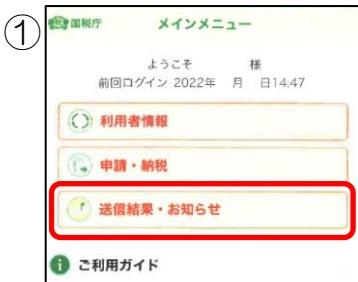 ①
国税庁 メインメニュー
ようこそ 様
前回ログイン 2022年 月 日14:47
利用者情報
申請・納税
送信結果・お知らせ
ご利用ガイド